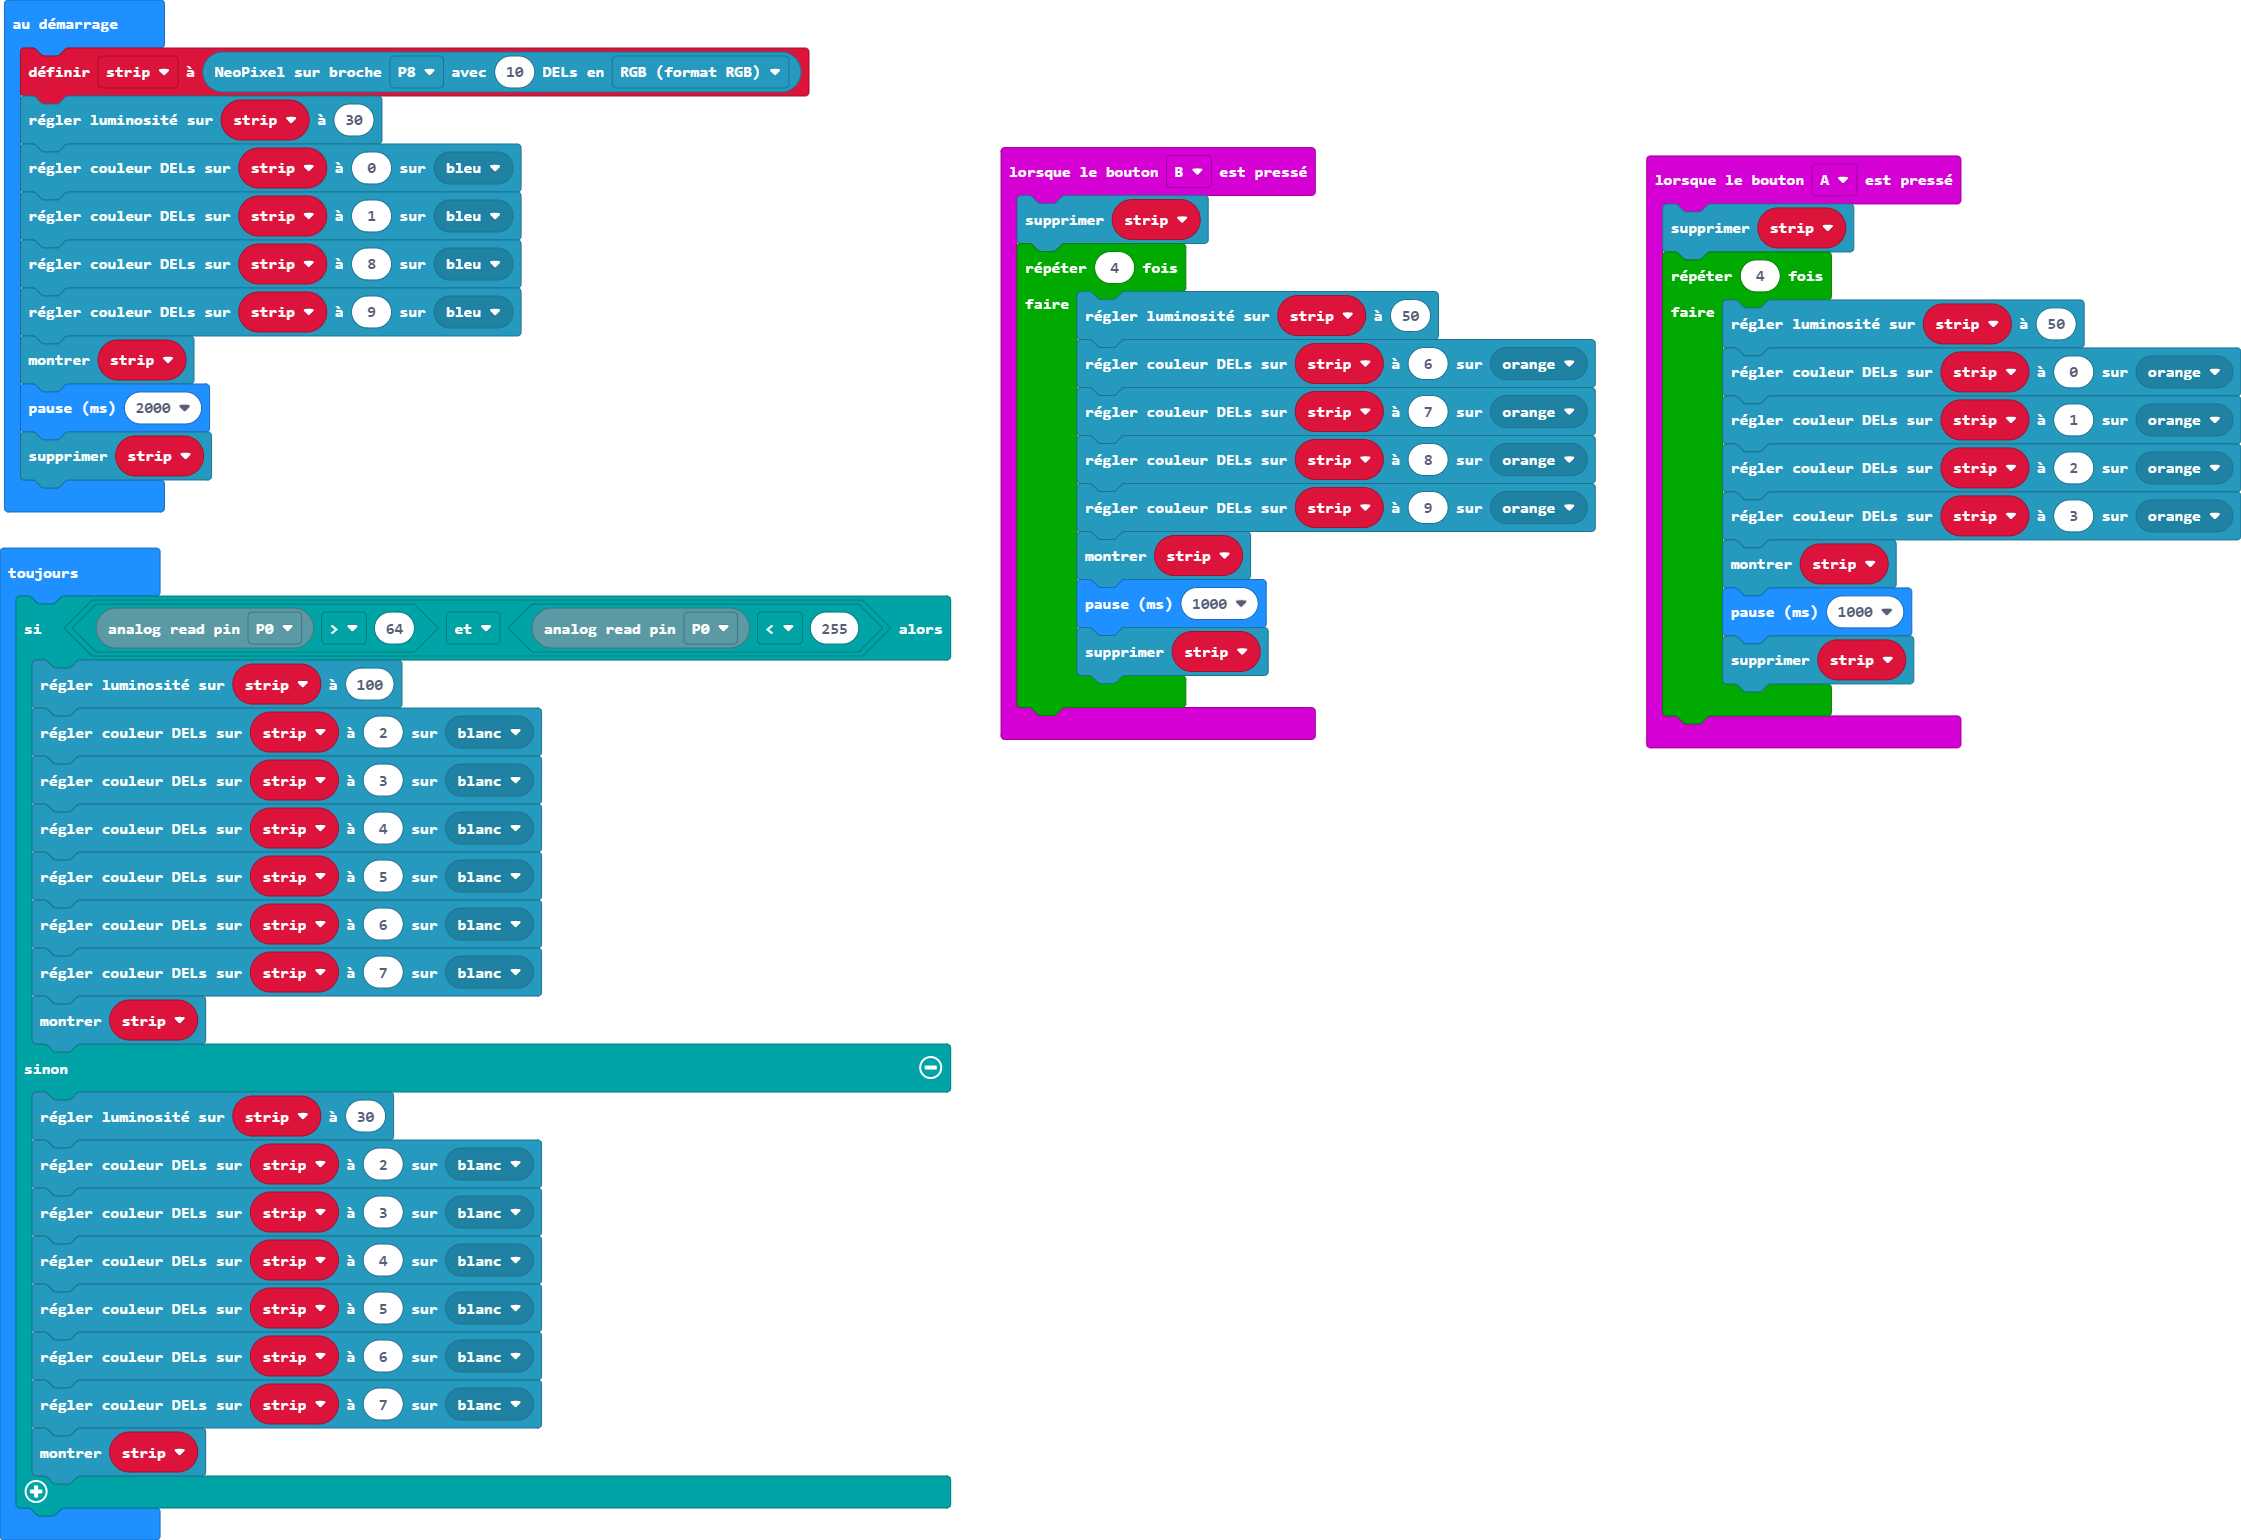 au démarrage
définir strip à NeoPixel sur broche P8 avec 10 DELs en RGB (format RGB)
régler luminosité sur strip à 30
régler couleur DELs sur strip à 0 sur bleu
régler couleur DELs sur strip à 1 sur bleu
régler couleur DELs sur strip à 8 sur bleu
régler couleur DELs sur strip à 9 sur bleu
montrer strip
pause (ms) 2000
supprimer strip
toujours
si analog read pin P0 > 64 et analog read pin P0 < 255 alors
régler luminosité sur strip à 100
régler couleur DELs sur strip à 2 sur blanc
régler couleur DELs sur strip à 3 sur blanc
régler couleur DELs sur strip à 4 sur blanc
régler couleur DELs sur strip à 5 sur blanc
régler couleur DELs sur strip à 6 sur blanc
régler couleur DELs sur strip à 7 sur blanc
montrer strip
sinon
régler luminosité sur strip à 30
régler couleur DELs sur strip à 2 sur blanc
régler couleur DELs sur strip à 3 sur blanc
régler couleur DELs sur strip à 4 sur blanc
régler couleur DELs sur strip à 5 sur blanc
régler couleur DELs sur strip à 6 sur blanc
régler couleur DELs sur strip à 7 sur blanc
montrer strip
lorsque le bouton B est pressé
supprimer strip
répéter 4 fois
faire
régler luminosité sur strip à 50
régler couleur DELs sur strip à 6 sur orange
régler couleur DELs sur strip à 7 sur orange
régler couleur DELs sur strip à 8 sur orange
régler couleur DELs sur strip à 9 sur orange
montrer strip
pause (ms) 1000
supprimer strip
lorsque le bouton A est pressé
supprimer strip
répéter 4 fois
faire
régler luminosité sur strip à 50
régler couleur DELs sur strip à 0 sur orange
régler couleur DELs sur strip à 1 sur orange
régler couleur DELs sur strip à 2 sur orange
régler couleur DELs sur strip à 3 sur orange
montrer strip
pause (ms) 1000
supprimer strip